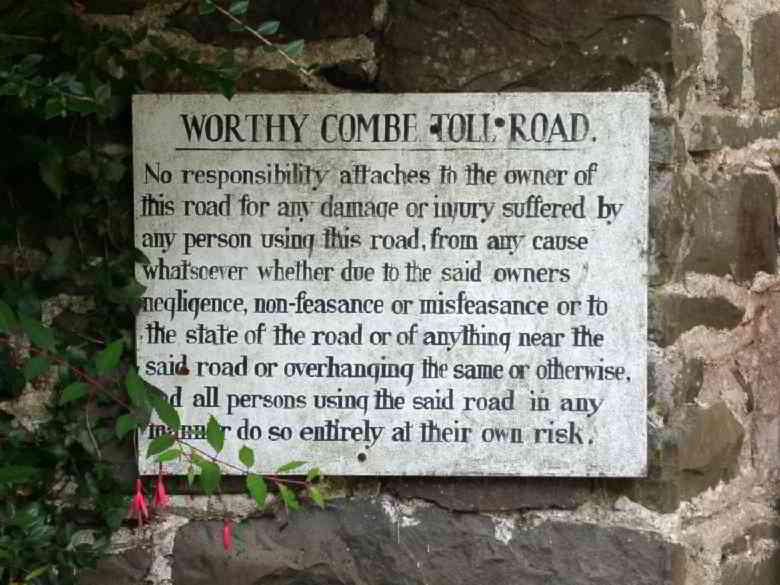 WORTHY COMBE TOLL ROAD.
No responsibility attaches to the owner of
this road for any damage or injury suffered by
any person using this road, from any cause
whatsoever whether due to the said owners
negligence, non-feasance or misfeasance or to
the state of the road or of anything near the
said road or overhanging the same or otherwise,
and all persons using the said road in any
manner do so entirely at their own risk.